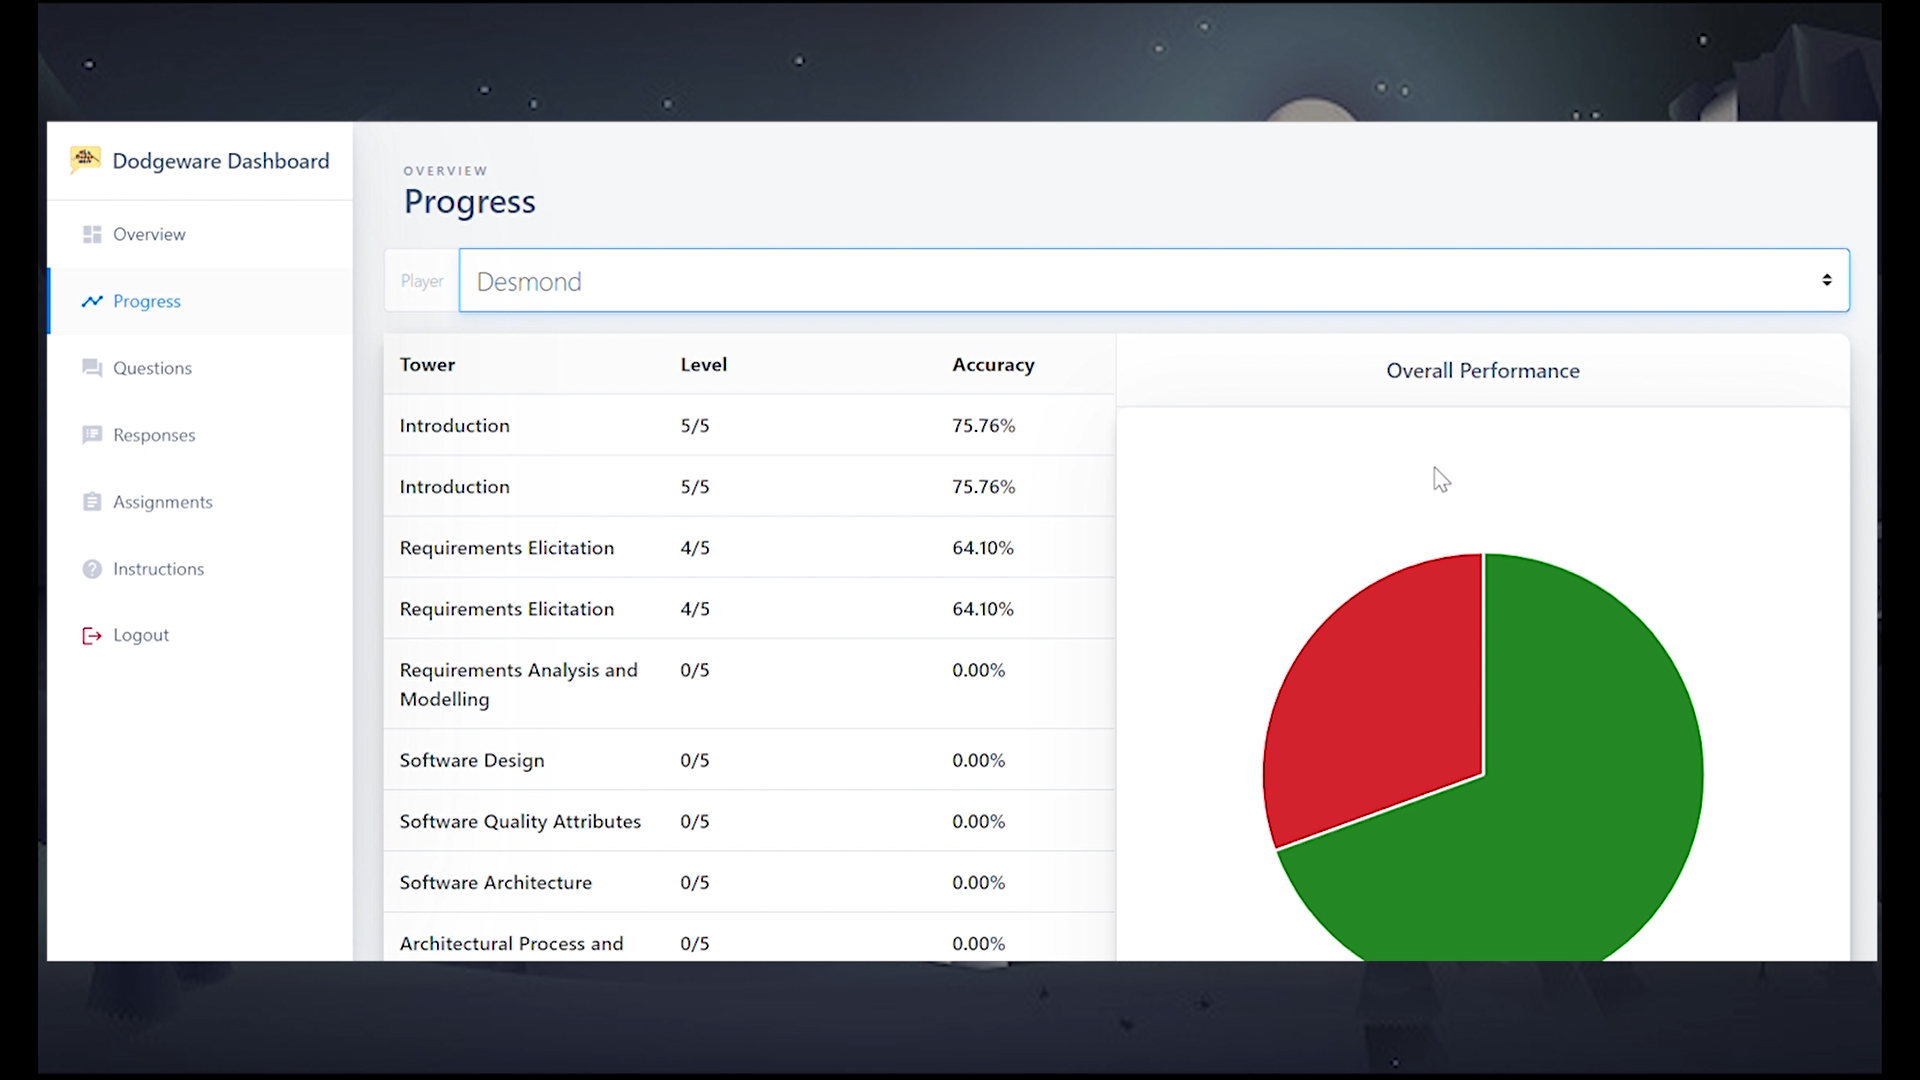 Dodgeware Dashboard
Overview
Progress
Questions
Responses
Assignments
Instructions
Logout
OVERVIEW
Progress
Player Desmond
Tower Level Accuracy
Introduction 5/5 75.76%
Introduction 5/5 75.76%
Requirements Elicitation 4/5 64.10%
Requirements Elicitation 4/5 64.10%
Requirements Analysis and 0/5 0.00%
Modelling
Software Design 0/5 0.00%
Software Quality Attributes 0/5 0.00%
Software Architecture 0/5 0.00%
Architectural Process and 0/5 0.00%
Overall Performance